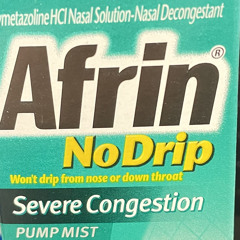 ymetazoline HCl Nasal Solution-Nasal Decongestant
Afrin®
No Drip
Won't drip from nose or down throat
Severe Congestion
PUMP MIST